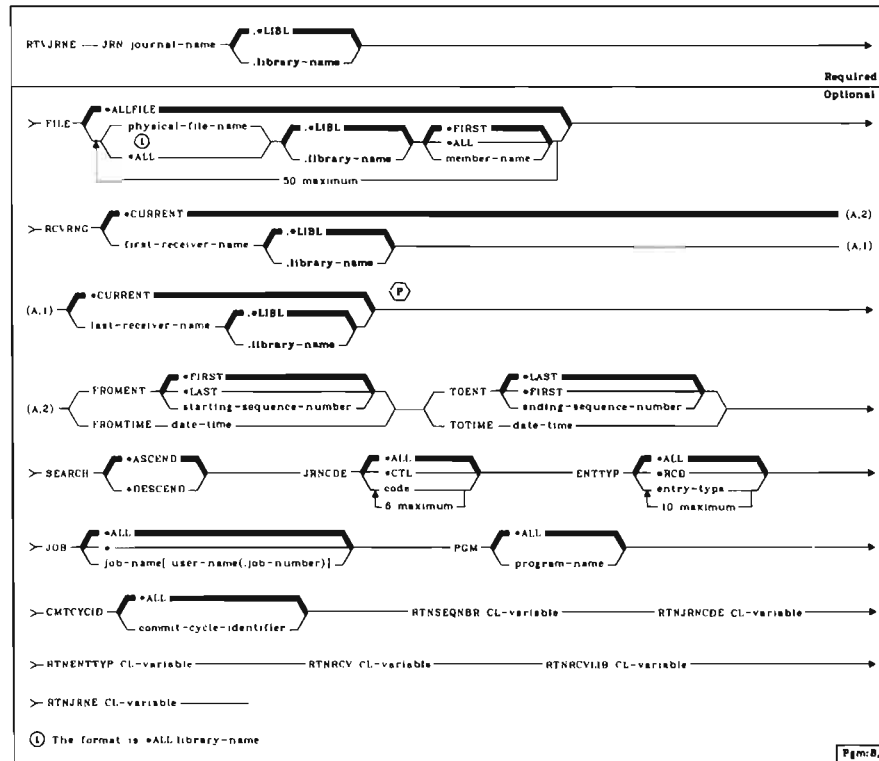 .*LIBL
RTVJRNE JRN journal-name
.library-name
Required
Optional
*ALLFILE
FILE physical-file-name .*LIBL *FIRST
1 *ALL
*ALL .library-name member-name
50 maximum
*CURRENT (A,2)
RCVRNG
first-receiver-name .*LIBL (A,1)
.library-name
*CURRENT P
(A,1)
last-receiver-name .*LIBL
.library-name
*FIRST *LAST
FROMENT *LAST TOENT *FIRST
starting-sequence-number ending-sequence-number
(A,2)
FROMTIME date-time TOTIME date-time
*ALL *ALL
SEARCH *ASCEND JRNCDE *CTL ENTTYP *RCD
*DESCEND code entry-type
6 maximum 10 maximum
*ALL *ALL
JOB * PGM
job-name[.user-name(.job-number)] program-name
*ALL
CMTCYCID RTNSEQNBR CL-variable RTNJRNCDE CL-variable
commit-cycle-identifier
RTNENTTYP CL-variable RTNRCV CL-variable RTNRCVLIB CL-variable
RTNJRNE CL-variable
1 The format is *ALL.library-name
Pgm:B,